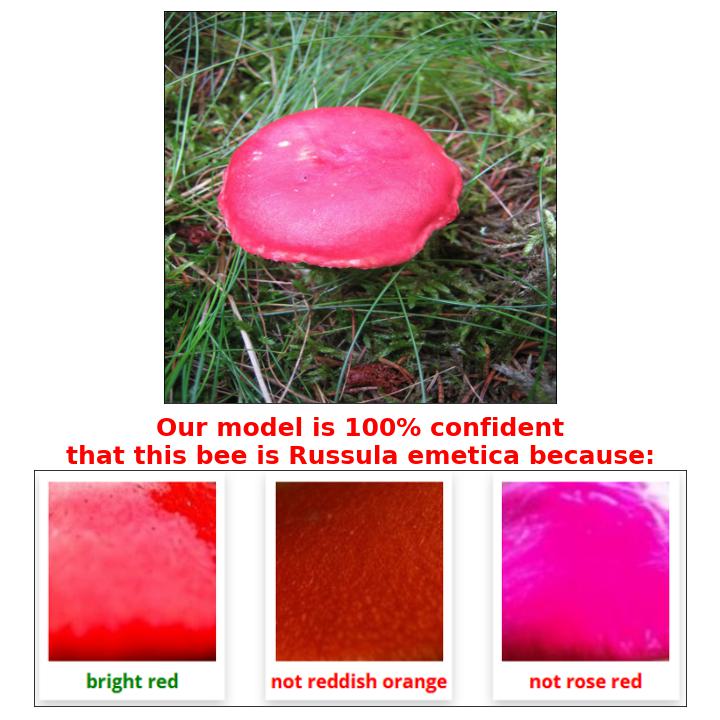 Our model is 100% confident
that this bee is Russula emetica because:
bright red
not reddish orange
not rose red